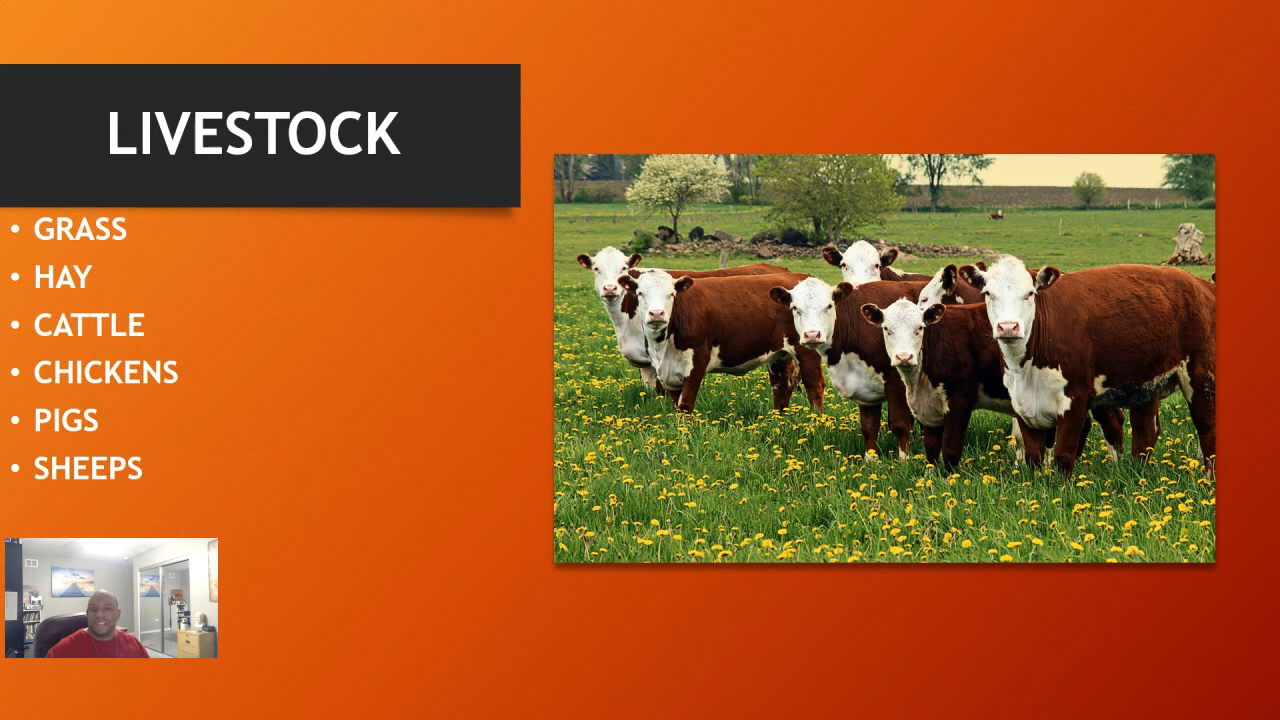 LIVESTOCK
• GRASS
• HAY
• CATTLE
• CHICKENS
• PIGS
• SHEEPS